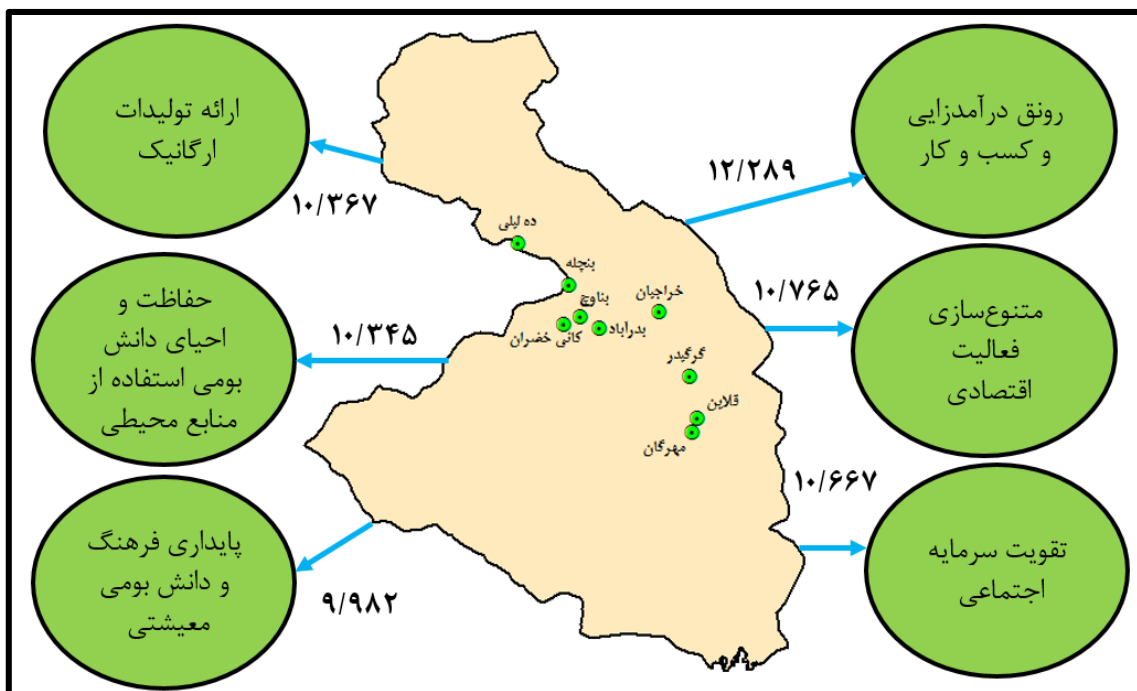 رونق درآمدزایی
و کسب و کار
۱۲/۲۸۹
متنوع‌سازی
فعالیت
اقتصادی
۱۰/۷۶۵
تقویت سرمایه
اجتماعی
۱۰/۶۶۷
ارائه تولیدات
ارگانیک
۱۰/۳۶۷
حفاظت و
احیای دانش
بومی استفاده از
منابع محیطی
۱۰/۳۴۵
پایداری فرهنگ
و دانش بومی
معیشتی
۹/۹۸۲
ده لیلی
بنچله
بناوچ
خراجیان
کانی خضران
بدرآباد
گرگیدر
قلاین
مهرگان